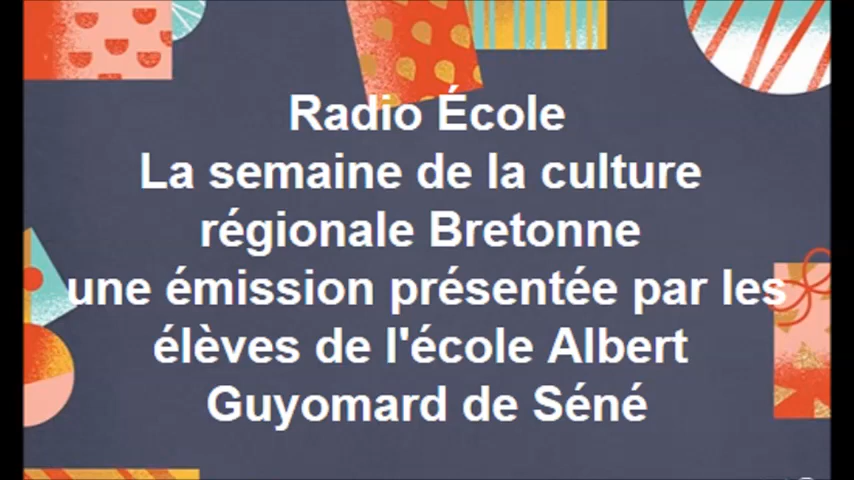 Radio École
La semaine de la culture
régionale Bretonne
une émission présentée par les
élèves de l'école Albert
Guyomard de Séné